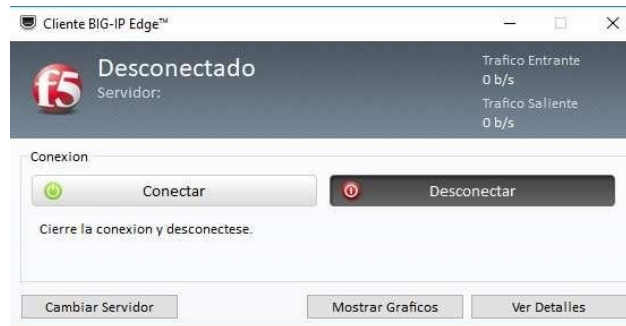 Cliente BIG-IP Edge™
f5
Desconectado
Servidor:
Trafico Entrante
0 b/s
Trafico Saliente
0 b/s
Conexion
Conectar
Desconectar
Cierre la conexion y desconectese.
Cambiar Servidor
Mostrar Graficos
Ver Detalles